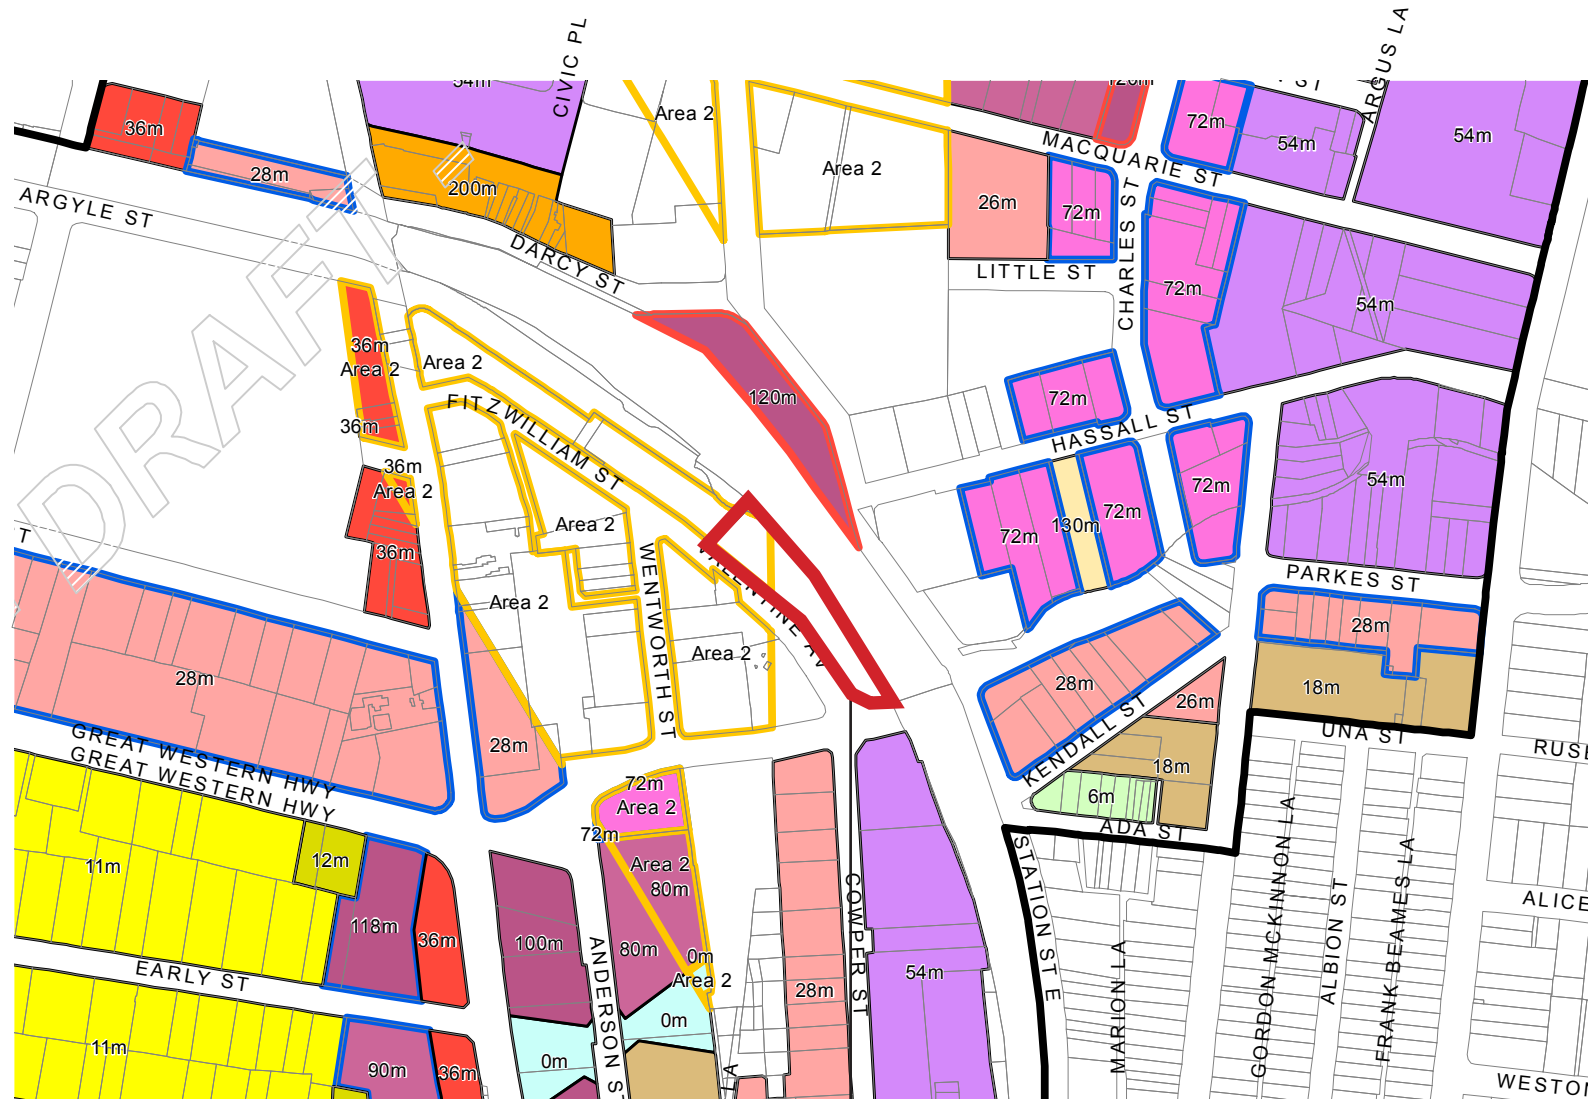 CIVIC PL
ARGUS LA
ST
54m
120m
36m
Area 2
72m
54m
54m
MACQUARIE ST
28m
200m
Area 2
26m
72m
CHARLES ST
ARGYLE ST
DARCY ST
LITTLE ST
72m
54m
DRAFT
36m
Area 2
Area 2
120m
72m
FITZWILLIAM ST
36m
HASSALL ST
36m
Area 2
54m
72m
Area 2
130m
72m
72m
T
36m
WENTWORTH ST
VALENTINE AV
PARKES ST
Area 2
28m
Area 2
28m
28m
18m
26m
KENDALL ST
UNA ST
GREAT WESTERN HWY
GREAT WESTERN HWY
28m
18m
72m
Area 2
6m
ADA ST
72m
12m
11m
Area 2
80m
118m
36m
100m
80m
0m
Area 2
ANDERSON ST
COWPER ST
54m
28m
STATION ST E
MARION LA
GORDON MCKINNON LA
ALBION ST
FRANK BEAMES LA
ALICE
EARLY ST
0m
0m
11m
90m
36m
LA
WESTON